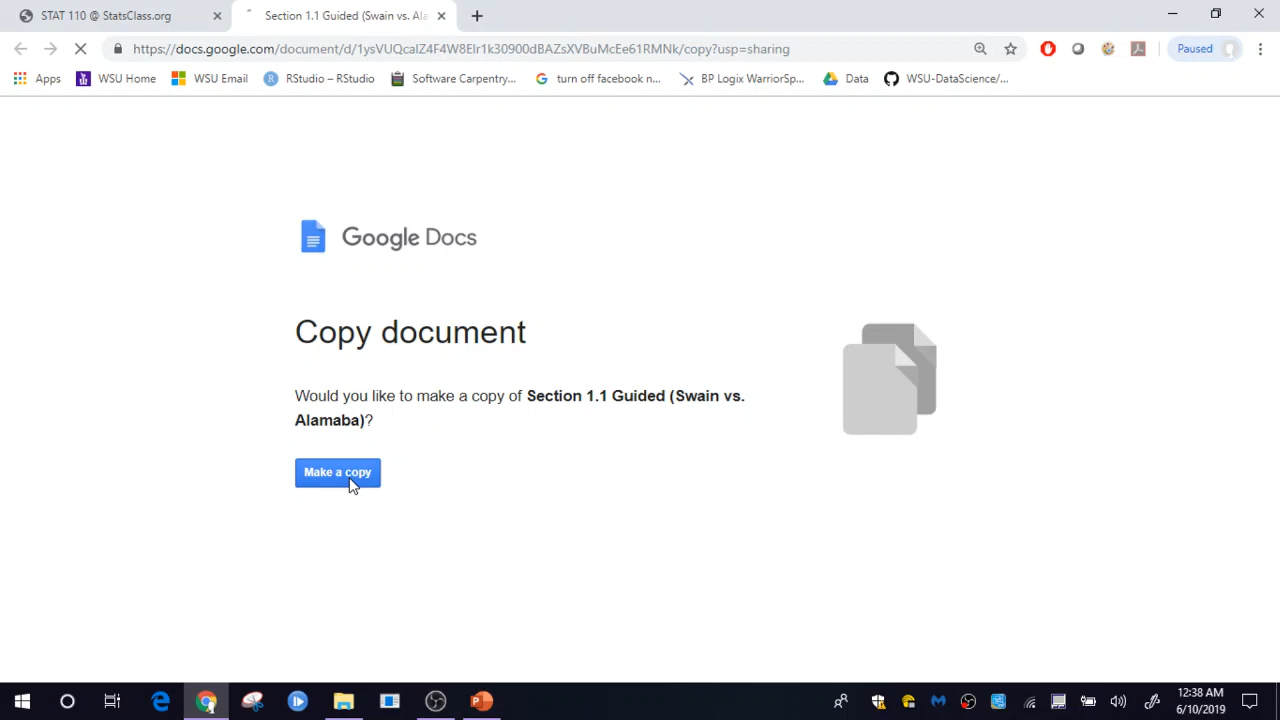 STAT 110 @ StatsClass.org
Section 1.1 Guided (Swain vs. Ala
https://docs.google.com/document/d/1ysVUQcalZ4F4W8Elr1k30900dBAZsXVBuMcEe61RMNk/copy?usp=sharing
Paused
Apps
WSU Home
WSU Email
RStudio – RStudio
Software Carpentry...
turn off facebook n...
BP Logix WarriorSp...
Data
WSU-DataScience/...
Google Docs
Copy document
Would you like to make a copy of Section 1.1 Guided (Swain vs.
Alamaba)?
Make a copy
12:38 AM
6/10/2019